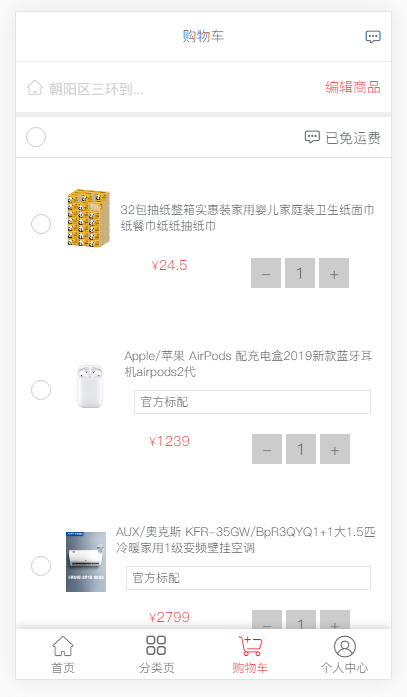 购物车
朝阳区三环到...
编辑商品
已免运费
32包抽纸整箱实惠装家用婴儿家庭装卫生纸面巾
纸餐巾纸纸抽纸巾
¥24.5
− 1 +
Apple/苹果 AirPods 配充电盒2019新款蓝牙耳
机airpods2代
官方标配
¥1239
− 1 +
AUX/奥克斯 KFR-35GW/BpR3QYQ1+1大1.5匹
冷暖家用1级变频壁挂空调
官方标配
¥2799
− 1 +
首页
分类页
购物车
个人中心